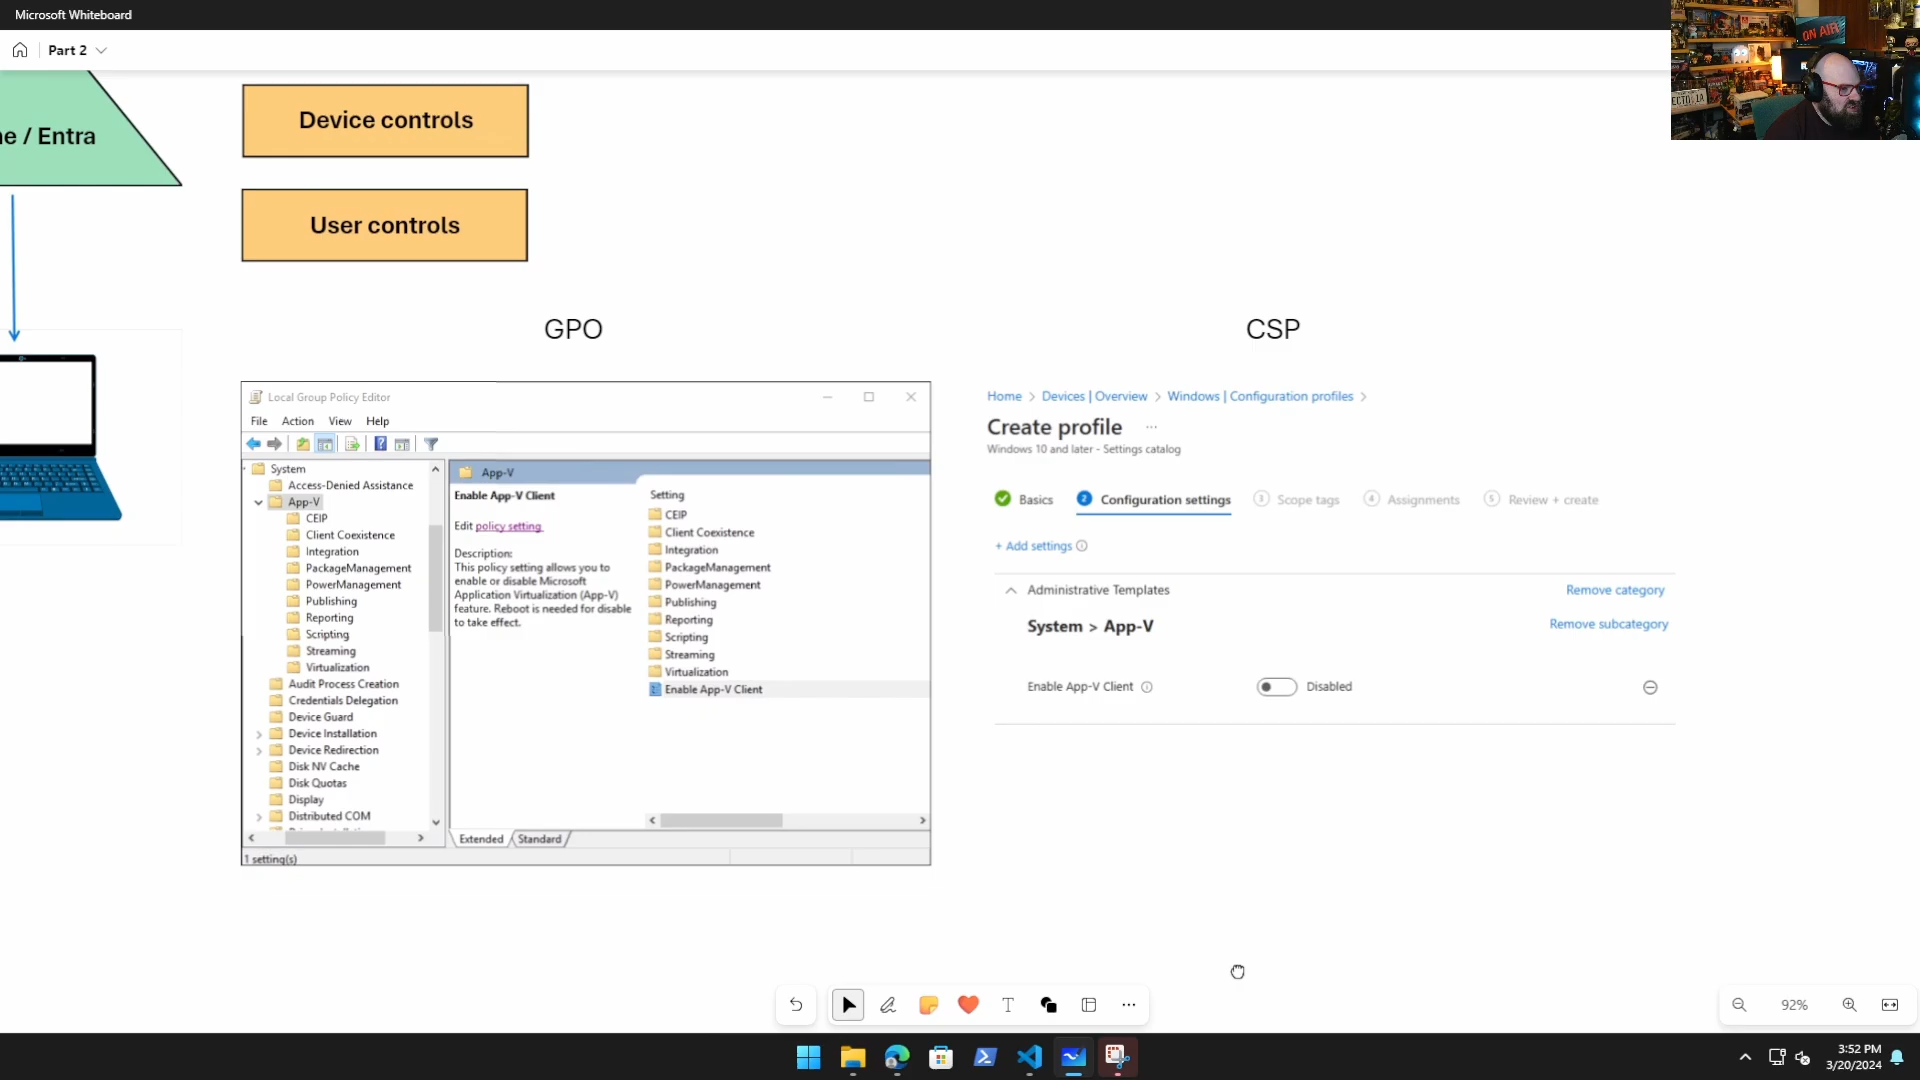 Microsoft Whiteboard
Part 2
ne / Entra
Device controls
User controls
ON AIR
GPO
CSP
Local Group Policy Editor
File Action View Help
System
Access-Denied Assistance
App-V
CEIP
Client Coexistence
Integration
PackageManagement
PowerManagement
Publishing
Reporting
Scripting
Streaming
Virtualization
Audit Process Creation
Credentials Delegation
Device Guard
Device Installation
Device Redirection
Disk NV Cache
Disk Quotas
Display
Distributed COM
App-V
Enable App-V Client
Edit policy setting
Description:
This policy setting allows you to
enable or disable Microsoft
Application Virtualization (App-V)
feature. Reboot is needed for disable
to take effect.
Setting
CEIP
Client Coexistence
Integration
PackageManagement
PowerManagement
Publishing
Reporting
Scripting
Streaming
Virtualization
Enable App-V Client
Extended Standard
1 setting(s)
Home > Devices | Overview > Windows | Configuration profiles >
Create profile ...
Windows 10 and later - Settings catalog
Basics 2 Configuration settings 3 Scope tags 4 Assignments 5 Review + create
+ Add settings
Administrative Templates Remove category
System > App-V Remove subcategory
Enable App-V Client Disabled
92%
3:52 PM
3/20/2024